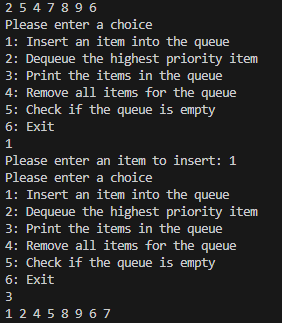 2 5 4 7 8 9 6
Please enter a choice
1: Insert an item into the queue
2: Dequeue the highest priority item
3: Print the items in the queue
4: Remove all items for the queue
5: Check if the queue is empty
6: Exit
1
Please enter an item to insert: 1
Please enter a choice
1: Insert an item into the queue
2: Dequeue the highest priority item
3: Print the items in the queue
4: Remove all items for the queue
5: Check if the queue is empty
6: Exit
3
1 2 4 5 8 9 6 7